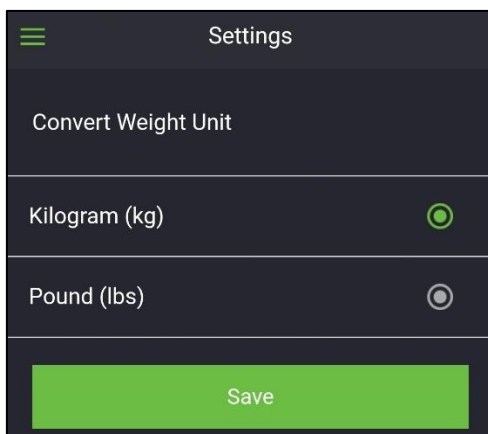 Settings
Convert Weight Unit
Kilogram (kg)
Pound (lbs)
Save